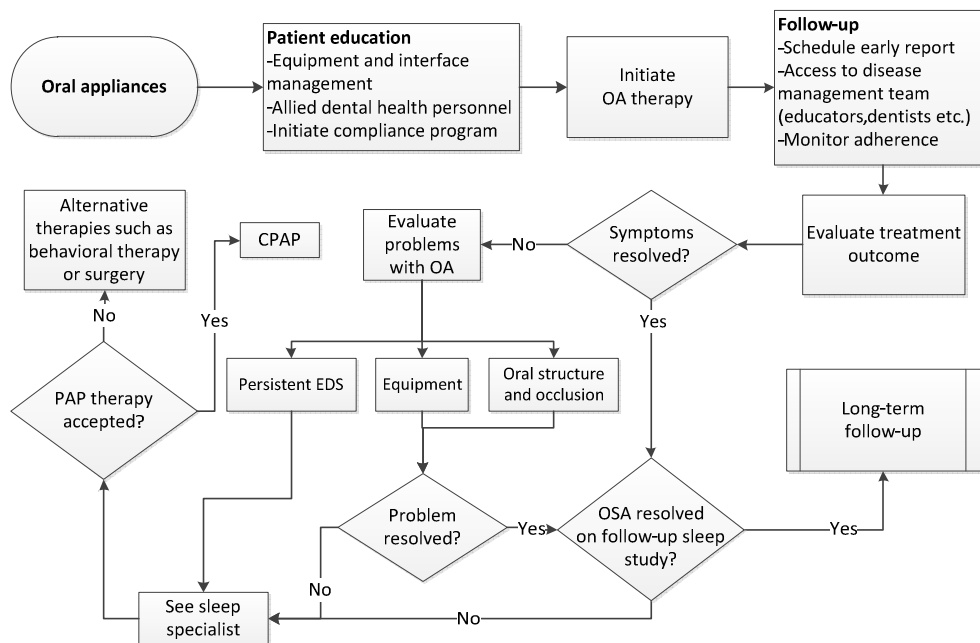 Oral appliances
Patient education
-Equipment and interface
management
-Allied dental health personnel
-Initiate compliance program
Initiate
OA therapy
Follow-up
-Schedule early report
-Access to disease
management team
(educators,dentists etc.)
-Monitor adherence
Alternative
therapies such as
behavioral therapy
or surgery
CPAP
Evaluate
problems
with OA
No
Symptoms
resolved?
Evaluate treatment
outcome
No
Yes
Yes
PAP therapy
accepted?
Persistent EDS
Equipment
Oral structure
and occlusion
Long-term
follow-up
Problem
resolved?
Yes
OSA resolved
on follow-up sleep
study?
Yes
No
See sleep
specialist
No